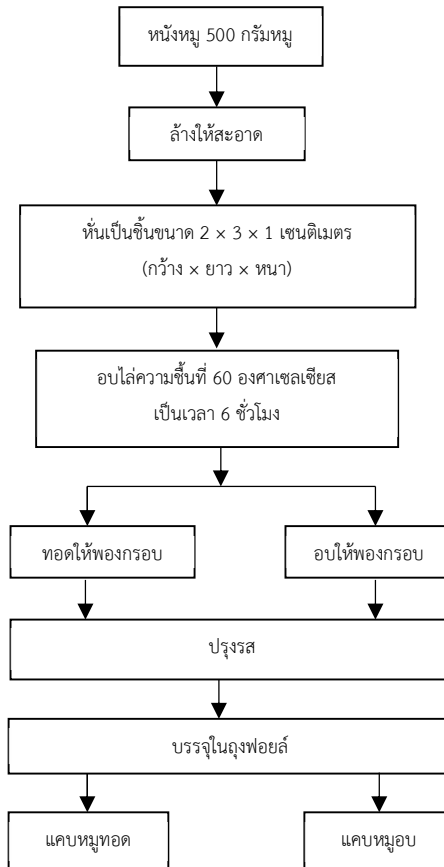 หนังหมู 500 กรัมหมู
ล้างให้สะอาด
หั่นเป็นชิ้นขนาด 2 × 3 × 1 เซนติเมตร
(กว้าง × ยาว × หนา)
อบไล่ความชื้นที่ 60 องศาเซลเซียส
เป็นเวลา 6 ชั่วโมง
ทอดให้พองกรอบ
อบให้พองกรอบ
ปรุงรส
บรรจุในถุงฟอยล์
แคบหมูทอด
แคบหมูอบ